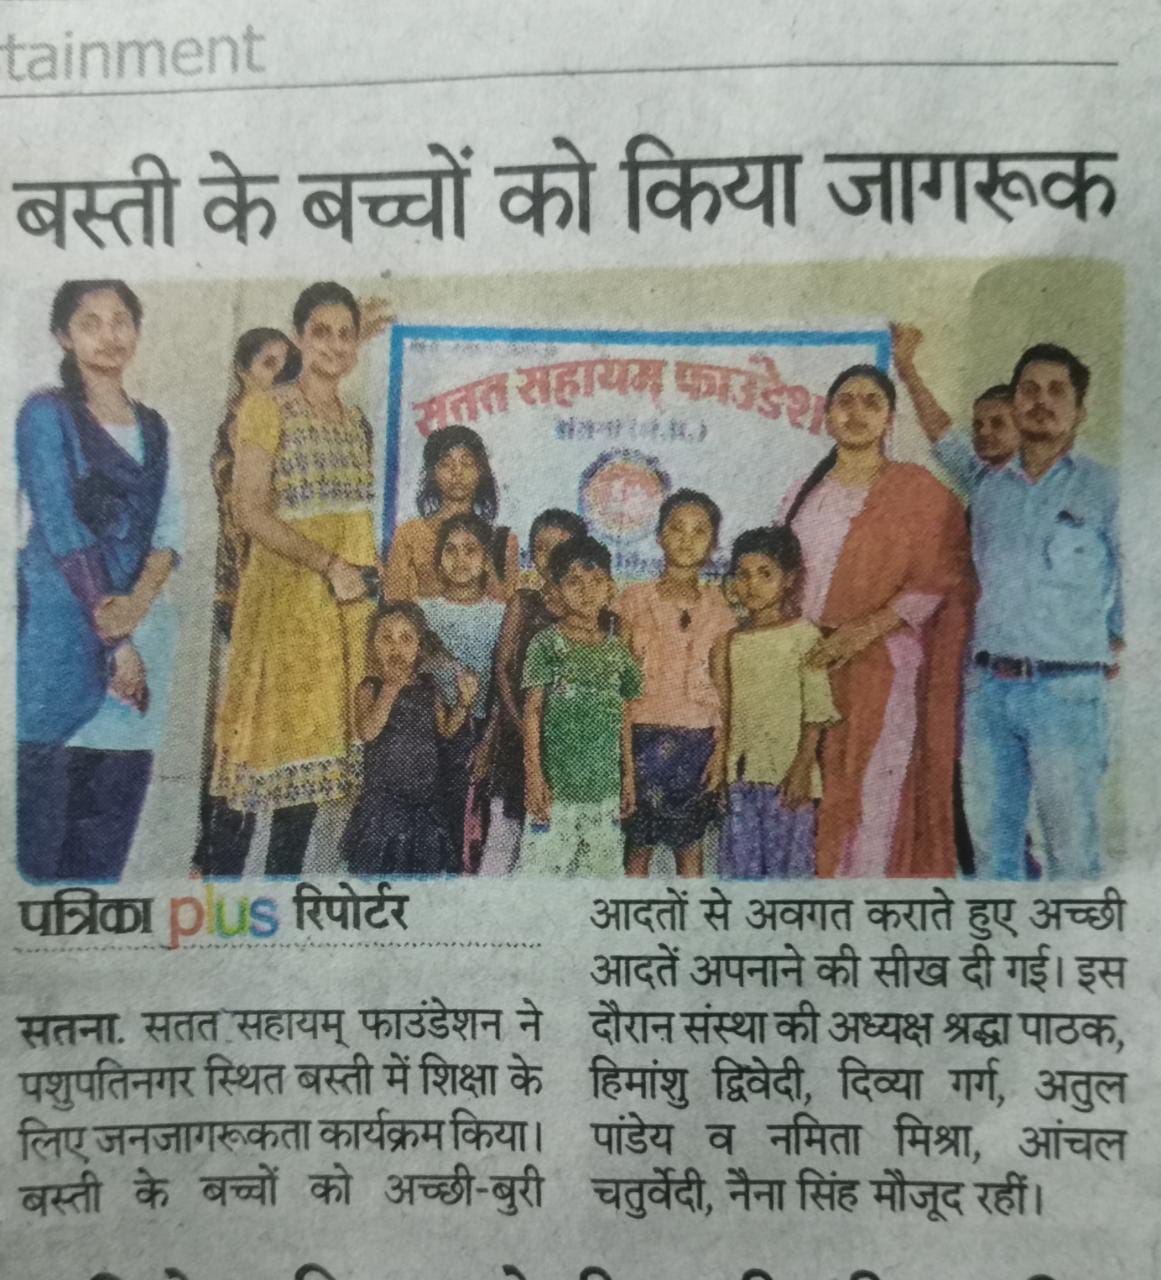 tainment
बस्ती के बच्चों को किया जागरूक
सतत सहायम् फाउंडेश
सतना (म.प्र.)
पत्रिका plus रिपोर्टर
सतना. सतत सहायम् फाउंडेशन ने
पशुपतिनगर स्थित बस्ती में शिक्षा के
लिए जनजागरूकता कार्यक्रम किया।
बस्ती के बच्चों को अच्छी-बुरी
आदतों से अवगत कराते हुए अच्छी
आदतें अपनाने की सीख दी गई। इस
दौरान संस्था की अध्यक्ष श्रद्धा पाठक,
हिमांशु द्विवेदी, दिव्या गर्ग, अतुल
पांडेय व नमिता मिश्रा, आंचल
चतुर्वेदी, नैना सिंह मौजूद रहीं।